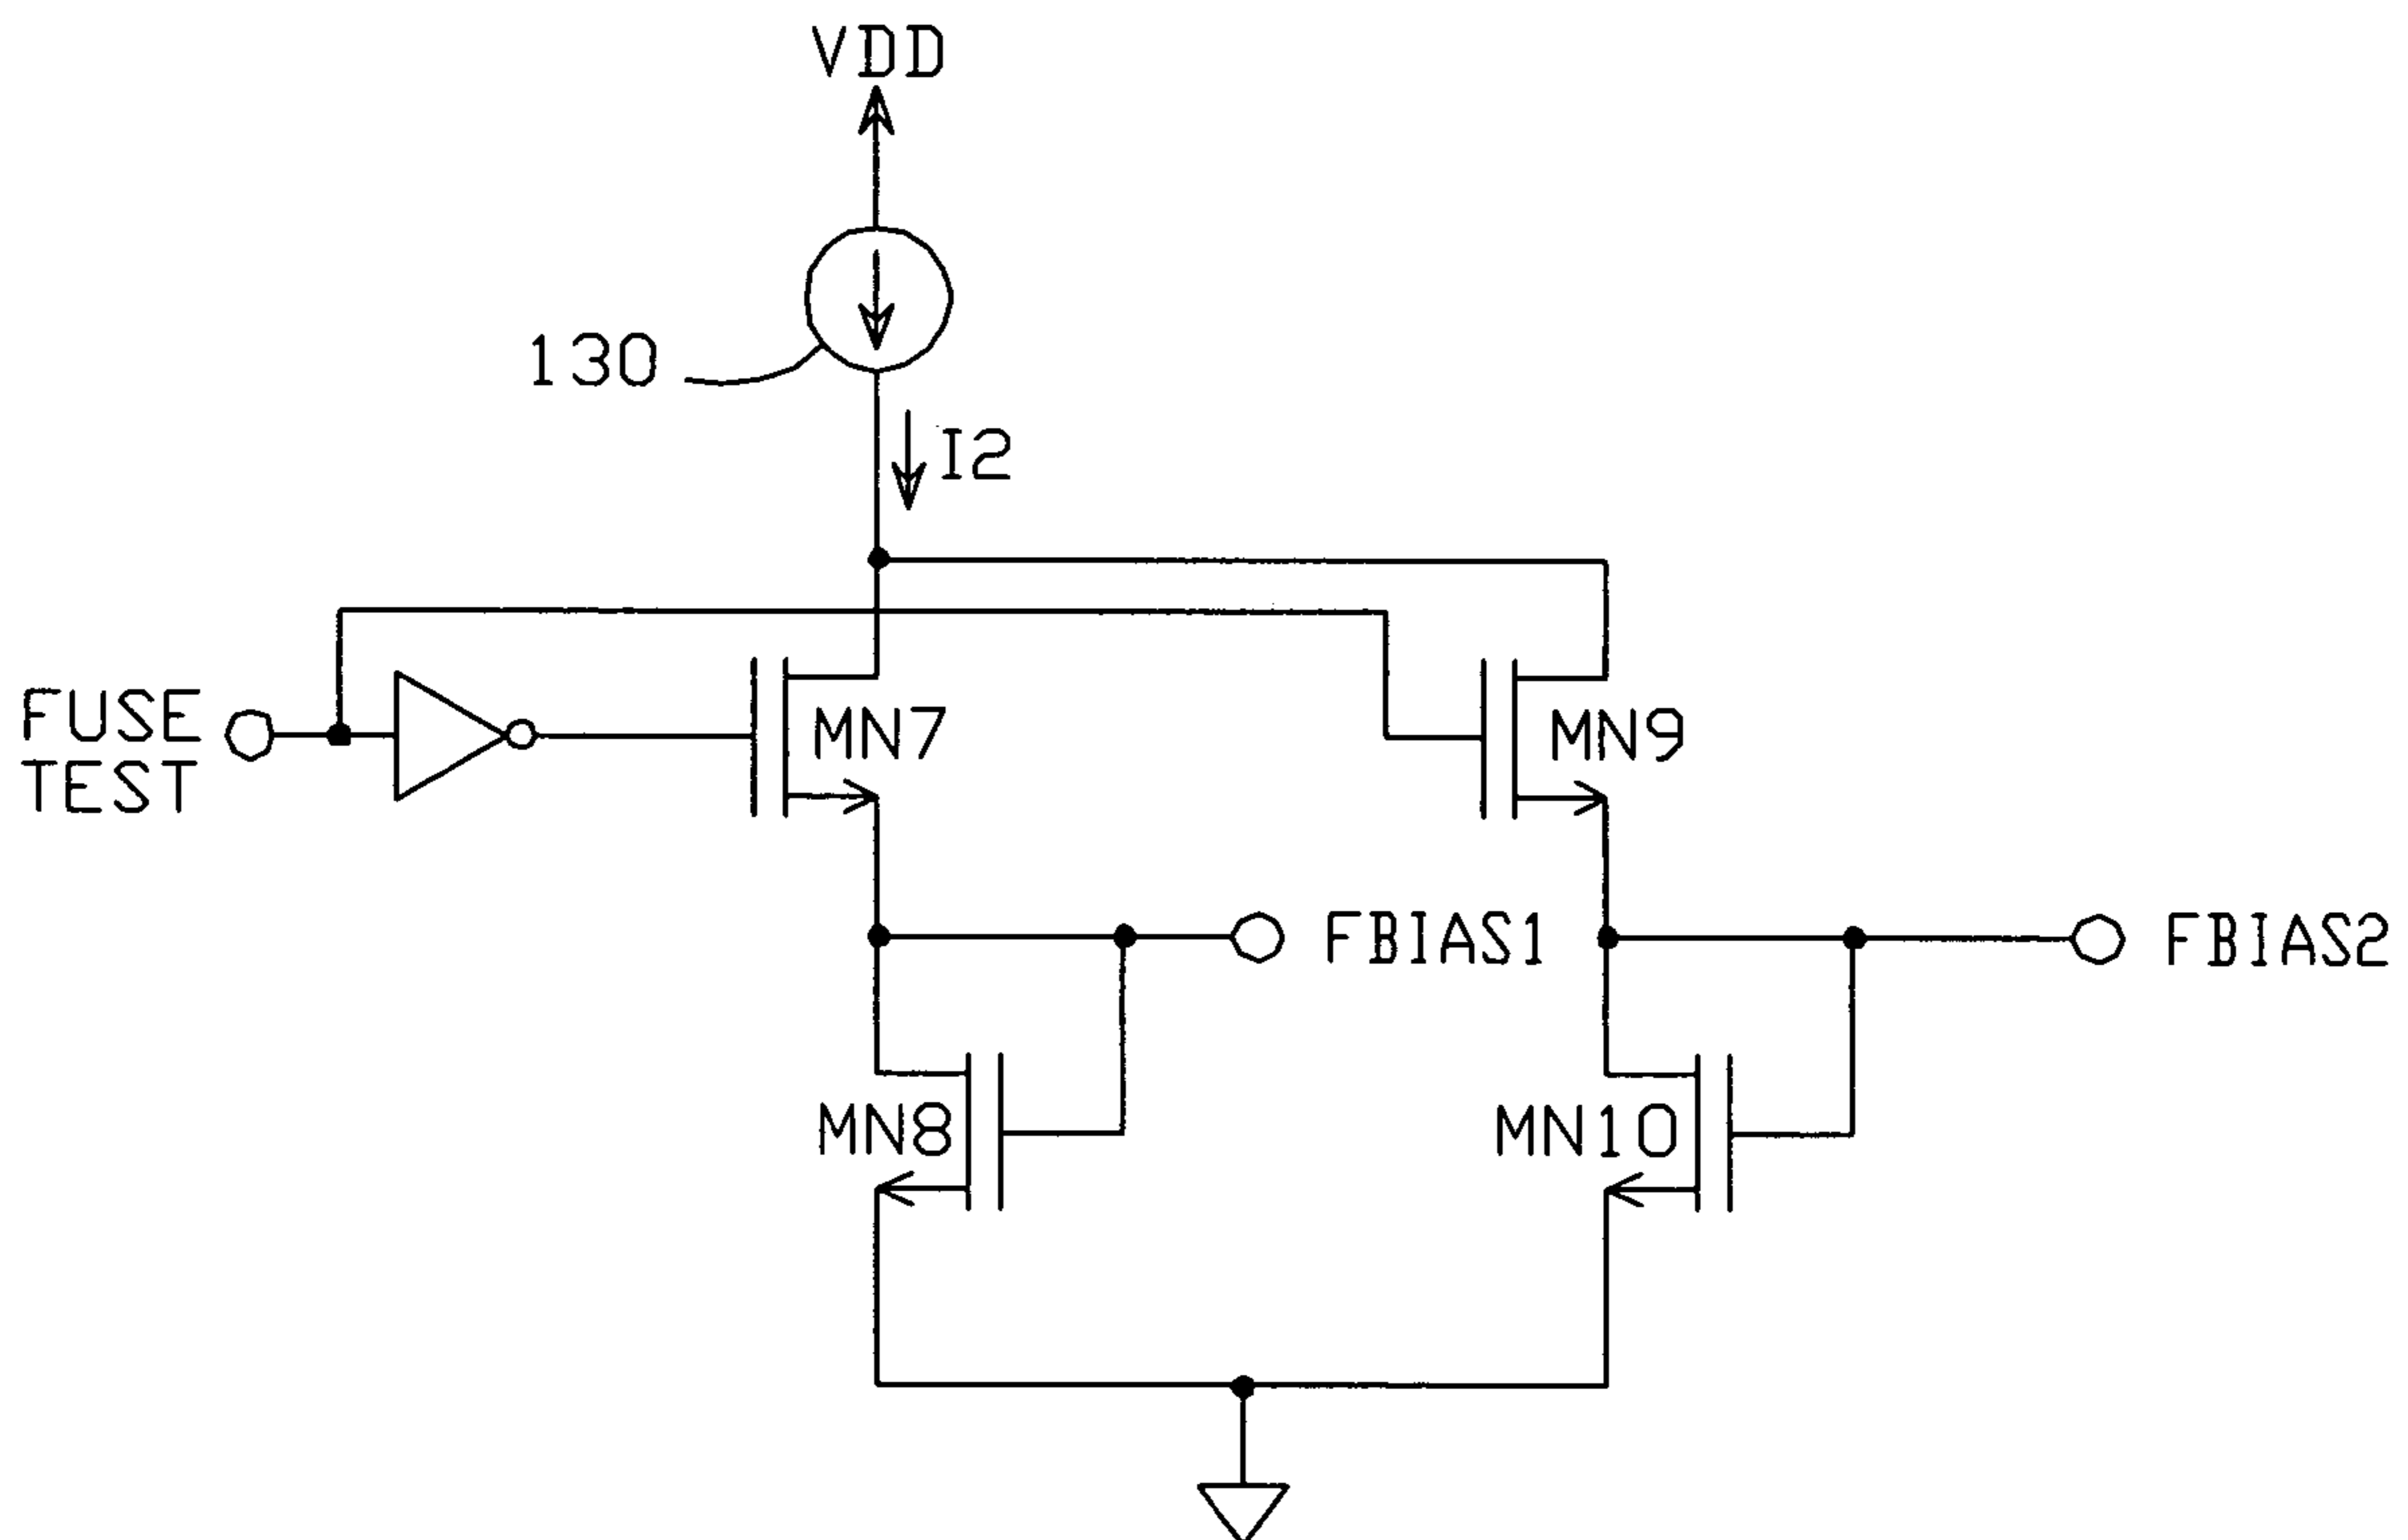 VDD
130
I2
FUSE
TEST
MN7
MN9
FBIAS1
FBIAS2
MN8
MN10